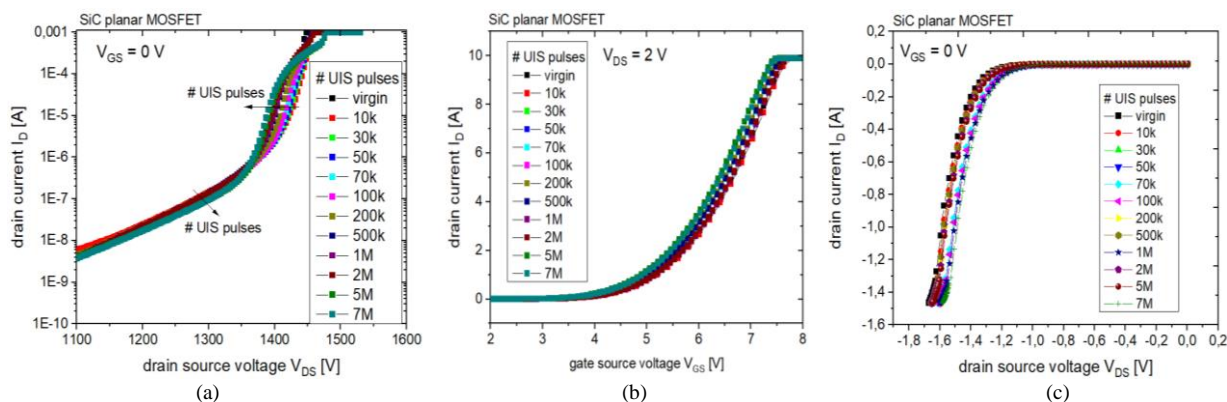 SiC planar MOSFET
V_GS = 0 V
# UIS pulses
# UIS pulses
# UIS pulses
virgin
10k
30k
50k
70k
100k
200k
500k
1M
2M
5M
7M
drain current I_D [A]
0,001
1E-4
1E-5
1E-6
1E-7
1E-8
1E-9
1E-10
1100 1200 1300 1400 1500 1600
drain source voltage V_DS [V]
(a)
SiC planar MOSFET
V_DS = 2 V
# UIS pulses
virgin
10k
30k
50k
70k
100k
200k
500k
1M
2M
5M
7M
drain current I_D [A]
10
8
6
4
2
0
2 3 4 5 6 7 8
gate source voltage V_GS [V]
(b)
SiC planar MOSFET
V_GS = 0 V
# UIS pulses
virgin
10k
30k
50k
70k
100k
200k
500k
1M
2M
5M
7M
drain current I_D [A]
0,2
0,0
-0,2
-0,4
-0,6
-0,8
-1,0
-1,2
-1,4
-1,6
-1,8 -1,6 -1,4 -1,2 -1,0 -0,8 -0,6 -0,4 -0,2 0,0 0,2
drain source voltage V_DS [V]
(c)